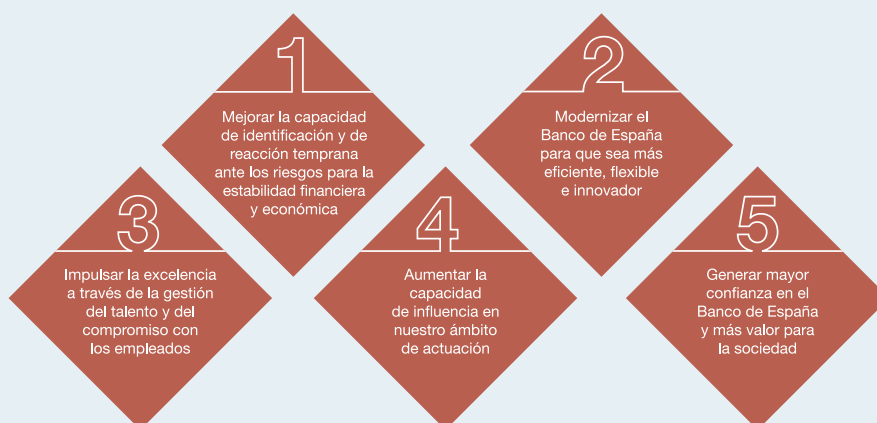 1
Mejorar la capacidad
de identificación y de
reacción temprana
ante los riesgos para la
estabilidad financiera
y económica
2
Modernizar el
Banco de España
para que sea más
eficiente, flexible
e innovador
3
Impulsar la excelencia
a través de la gestión
del talento y del
compromiso con
los empleados
4
Aumentar la
capacidad
de influencia en
nuestro ámbito
de actuación
5
Generar mayor
confianza en el
Banco de España
y más valor para
la sociedad